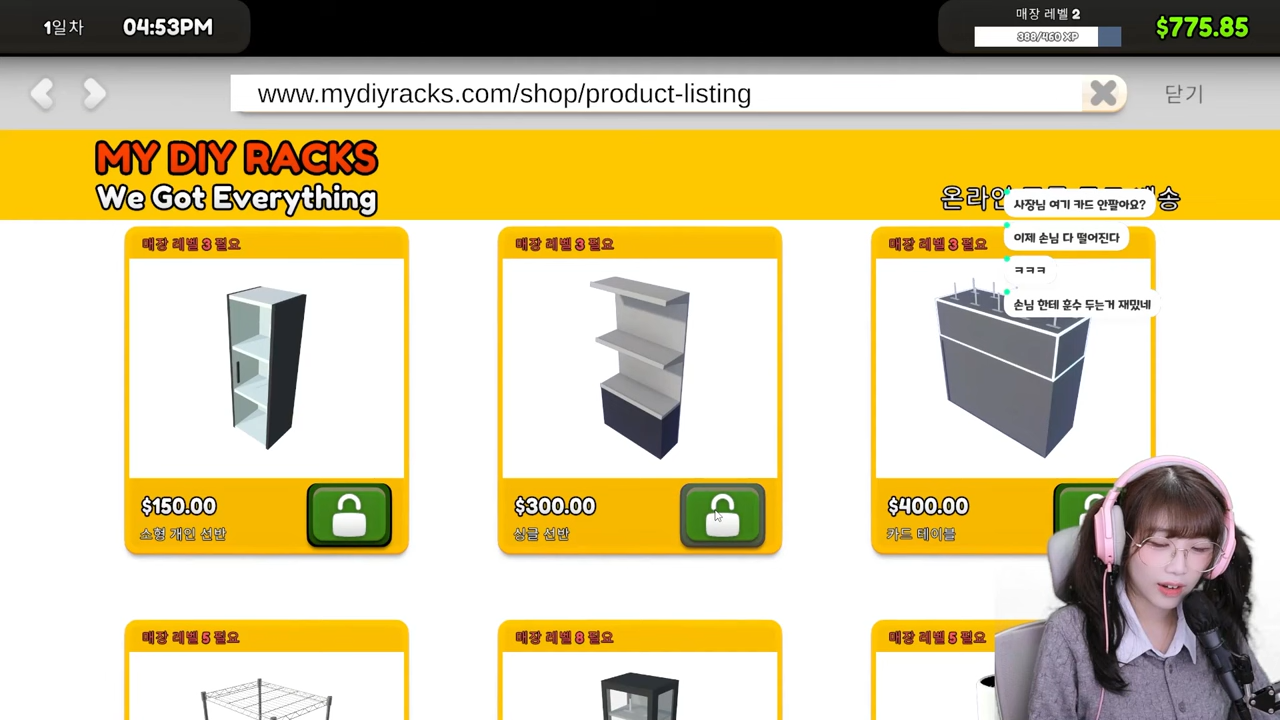 1일차
04:53PM
매장 레벨 2
388/460 XP
$775.85
www.mydiyracks.com/shop/product-listing
닫기
MY DIY RACKS
We Got Everything
온라인
송
사장님 여기 카드 안팔아요?
이제 손님 다 떨어진다
ㅋㅋㅋ
손님 한테 훈수 두는거 재밌네
매장 레벨 3 필요
매장 레벨 3 필요
매장 레벨 3 필요
$150.00
소형 개인 선반
$300.00
싱글 선반
$400.00
카드 테이블
매장 레벨 5 필요
매장 레벨 8 필요
매장 레벨 5 필요